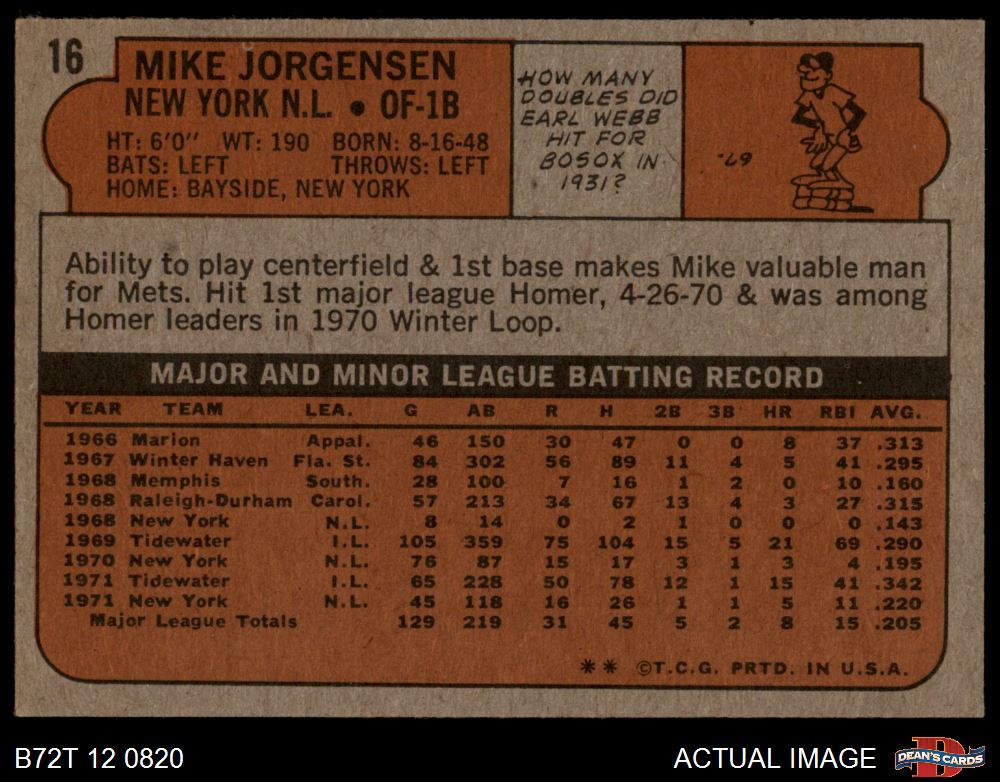 16
MIKE JORGENSEN
NEW YORK N.L. • OF-1B
HT: 6'0" WT: 190 BORN: 8-16-48
BATS: LEFT THROWS: LEFT
HOME: BAYSIDE, NEW YORK
HOW MANY
DOUBLES DID
EARL WEBB
HIT FOR
BOSOX IN
1931?
·67
Ability to play centerfield & 1st base makes Mike valuable man
for Mets. Hit 1st major league Homer, 4-26-70 & was among
Homer leaders in 1970 Winter Loop.
MAJOR AND MINOR LEAGUE BATTING RECORD
YEAR TEAM LEA. G AB R H 2B 3B HR RBI AVG.
1966 Marion Appal. 46 150 30 47 0 0 8 37 .313
1967 Winter Haven Fla. St. 84 302 56 89 11 4 5 41 .295
1968 Memphis South. 28 100 7 16 1 2 0 10 .160
1968 Raleigh-Durham Carol. 57 213 34 67 13 4 3 27 .315
1968 New York N.L. 8 14 0 2 1 0 0 0 .143
1969 Tidewater I.L. 105 359 75 104 15 5 21 69 .290
1970 New York N.L. 76 87 15 17 3 1 3 4 .195
1971 Tidewater I.L. 65 228 50 78 12 1 15 41 .342
1971 New York N.L. 45 118 16 26 1 1 5 11 .220
Major League Totals 129 219 31 45 5 2 8 15 .205
** ©T.C.G. PRTD. IN U.S.A.
B72T 12 0820
ACTUAL IMAGE
D
DEAN'S CARDS